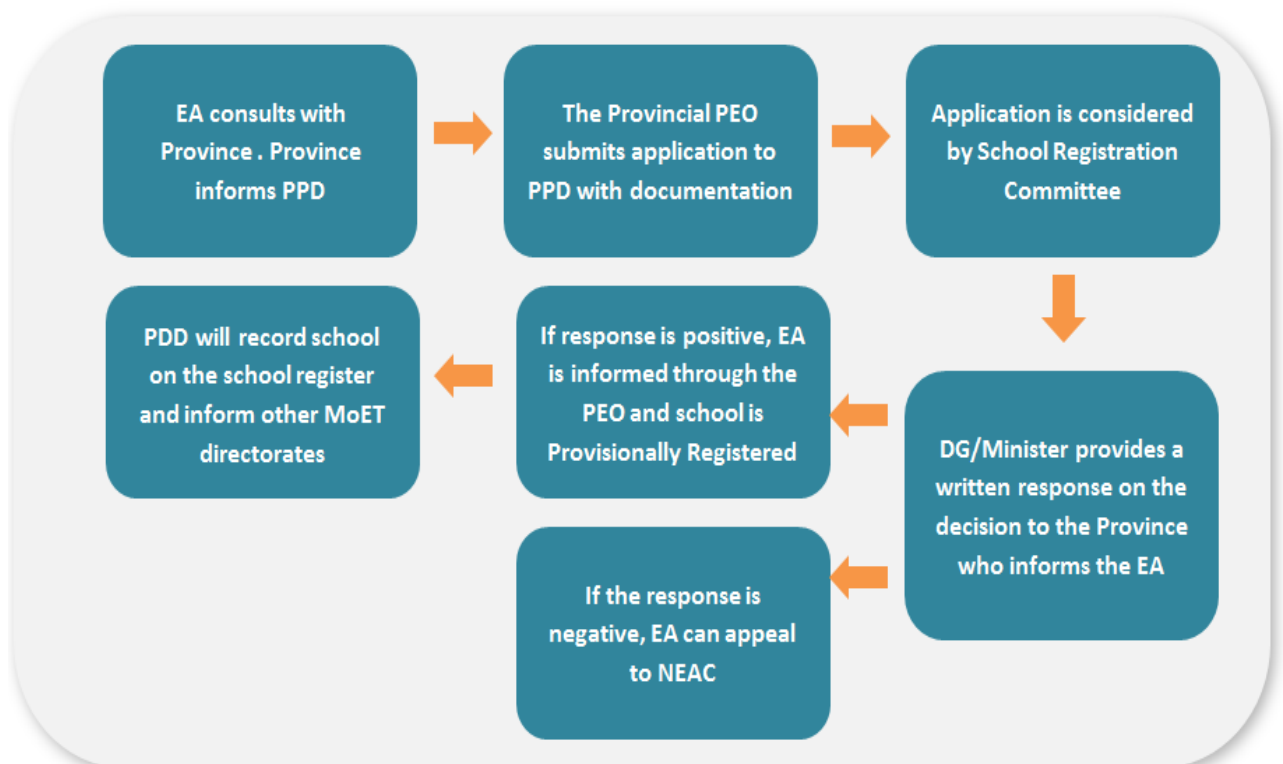 EA consults with
Province . Province
informs PPD
The Provincial PEO
submits application to
PPD with documentation
Application is considered
by School Registration
Committee
DG/Minister provides a
written response on the
decision to the Province
who informs the EA
If response is positive, EA
is informed through the
PEO and school is
Provisionally Registered
PDD will record school
on the school register
and inform other MoET
directorates
If the response is
negative, EA can appeal
to NEAC